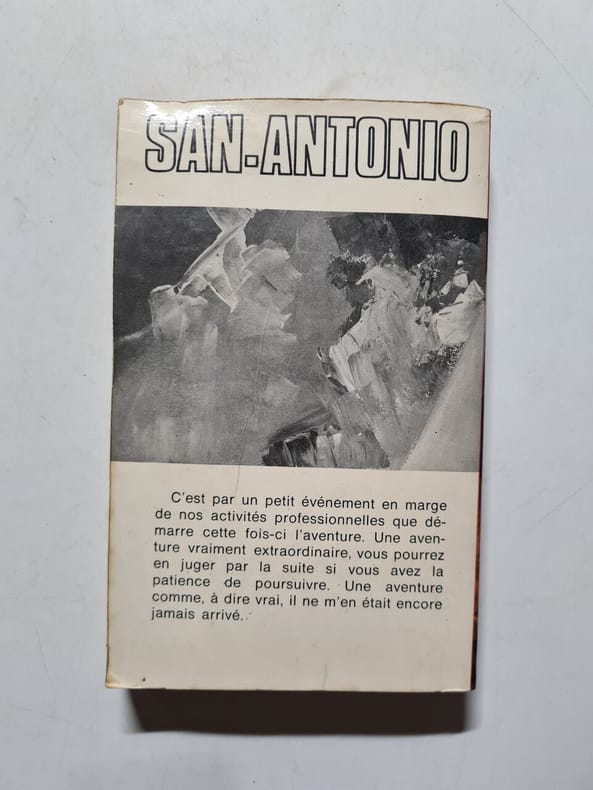 SAN-ANTONIO
C'est par un petit événement en marge
de nos activités professionnelles que dé-
marre cette fois-ci l'aventure. Une aven-
ture vraiment extraordinaire, vous pourrez
en juger par la suite si vous avez la
patience de poursuivre. Une aventure
comme, à dire vrai, il ne m'en était encore
jamais arrivé.